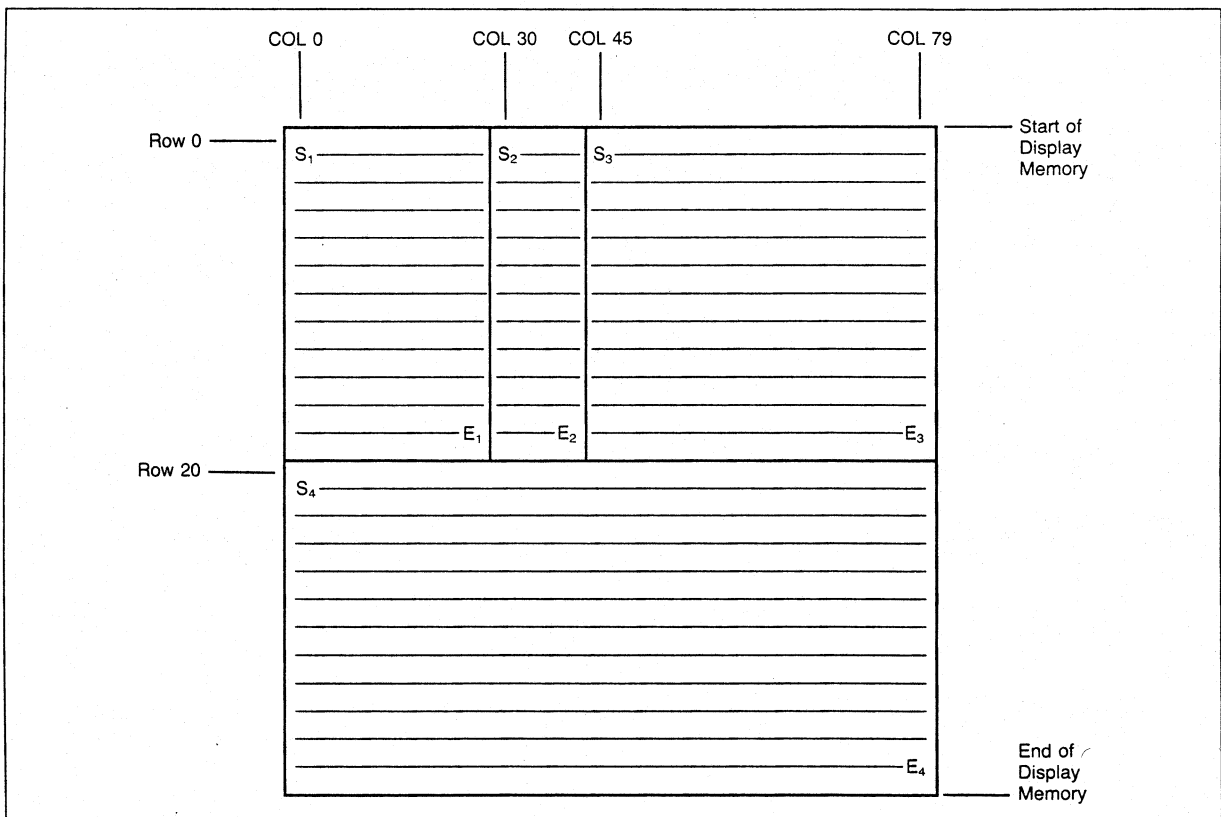 COL 0 COL 30 COL 45 COL 79
Row 0
Start of
Display
Memory
S₁ S₂ S₃
E₁ E₂ E₃
Row 20
S₄
E₄
End of
Display
Memory